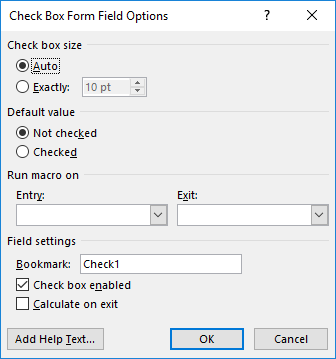 Check Box Form Field Options
Check box size
Auto
Exactly: 10 pt
Default value
Not checked
Checked
Run macro on
Entry: Exit:
Field settings
Bookmark: Check1
Check box enabled
Calculate on exit
Add Help Text... OK Cancel